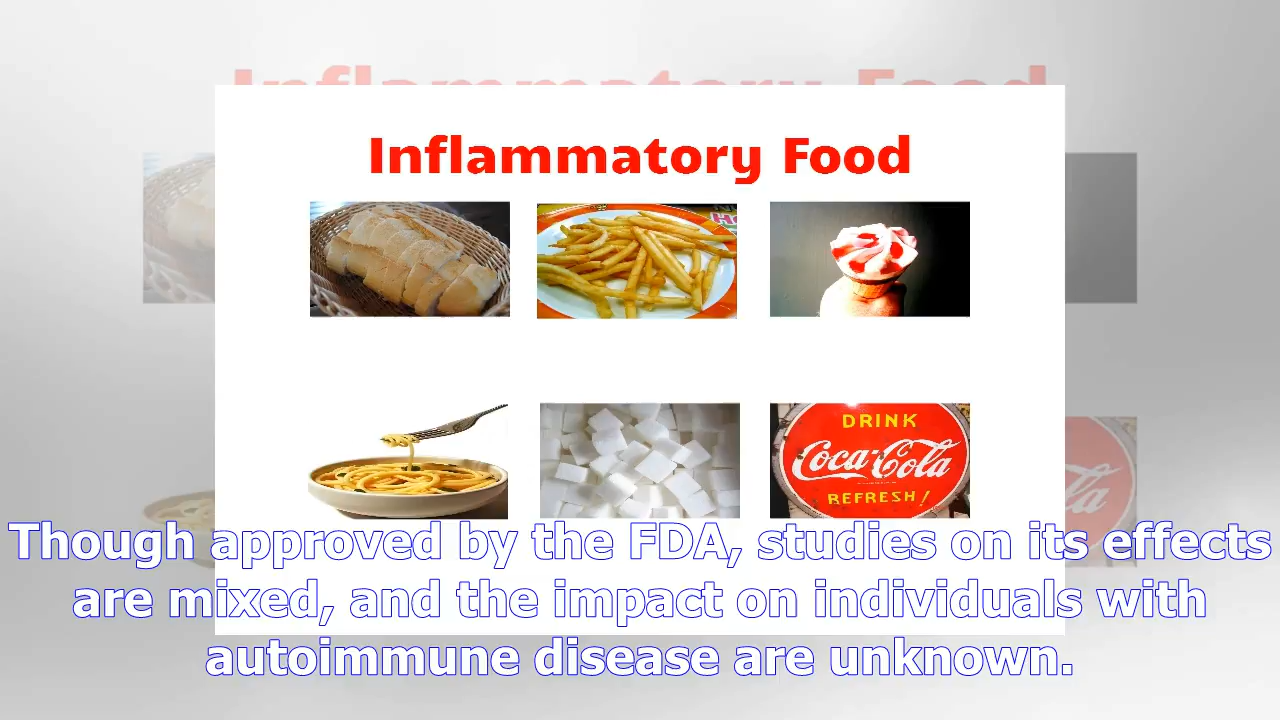 Inflammatory Food
DRINK
Coca-Cola
REFRESH!
Though approved by the FDA, studies on its effects
are mixed, and the impact on individuals with
autoimmune disease are unknown.